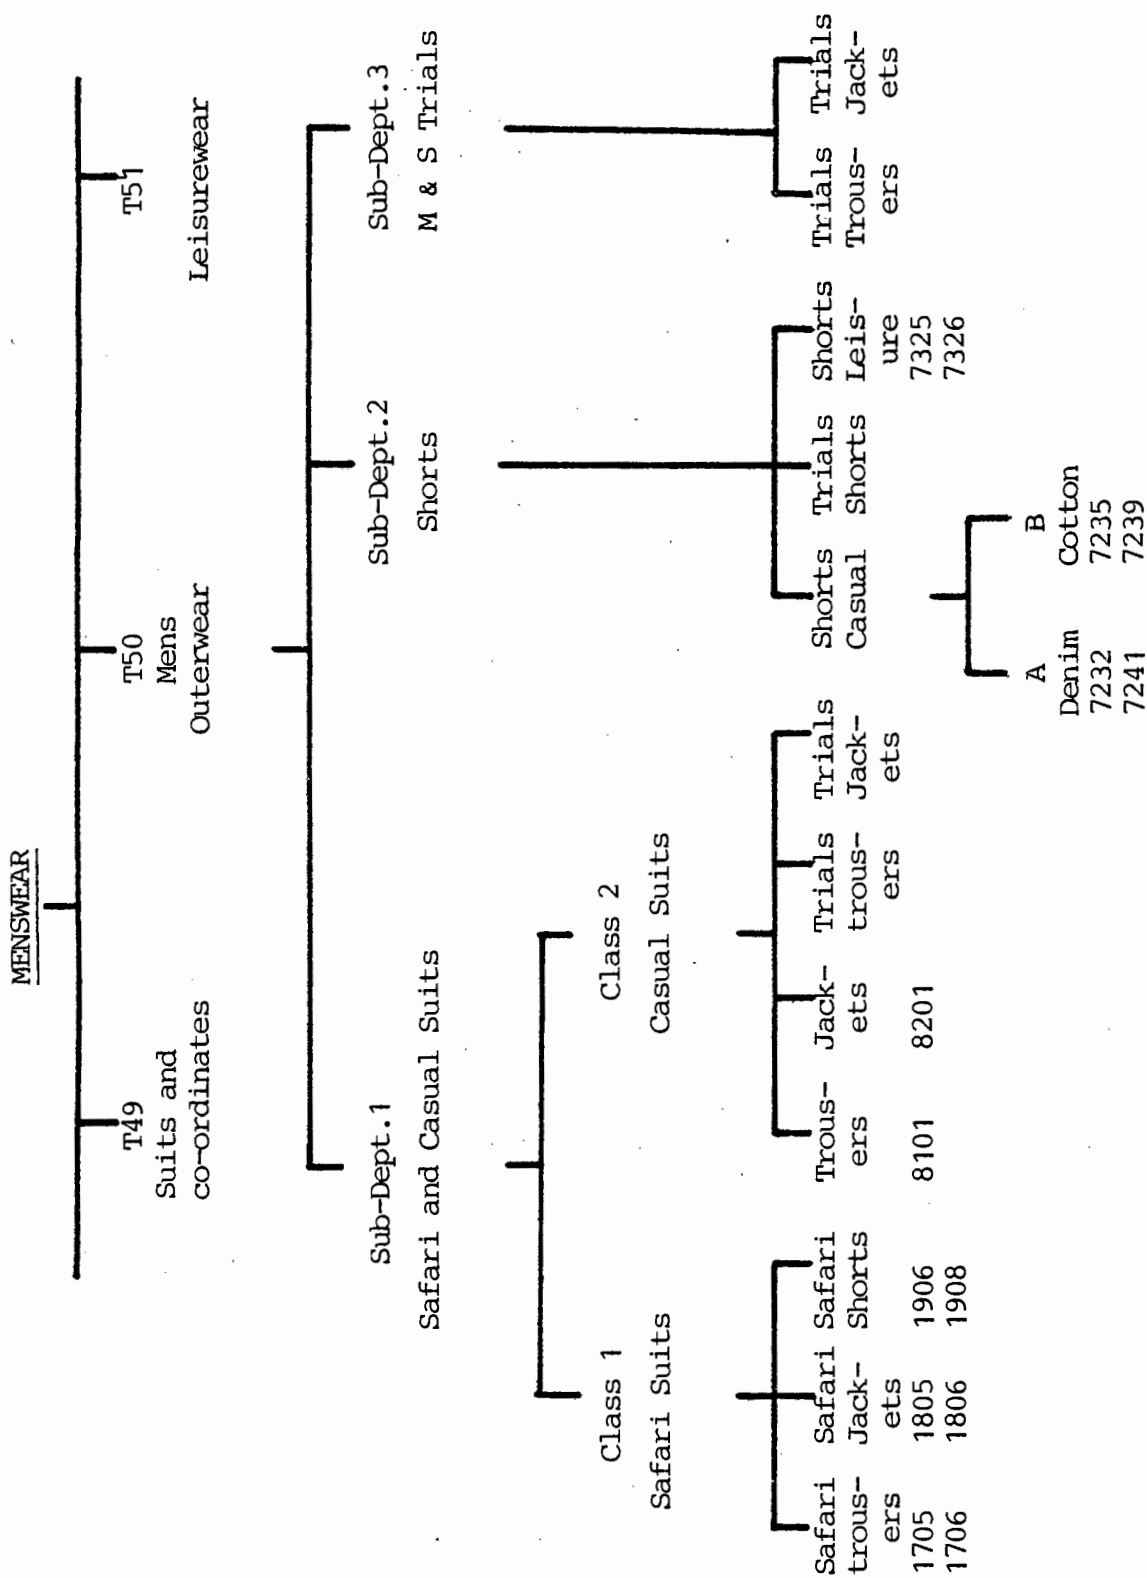 MENSWEAR
T49
Suits and
co-ordinates
T50
Mens
Outerwear
T51
Leisurewear
Sub-Dept.1
Safari and Casual Suits
Sub-Dept.2
Shorts
Sub-Dept.3
M & S Trials
Class 1
Safari Suits
Class 2
Casual Suits
Safari
trous-
ers
1705
1706
Safari
Jack-
ets
1805
1806
Safari
Shorts
1906
1908
Trous-
ers
8101
Jack-
ets
8201
Trials
trous-
ers
Trials
Jack-
ets
Shorts
Casual
Trials
Shorts
Shorts
Leis-
ure
7325
7326
Trials
Trous-
ers
Trials
Jack-
ets
A
Denim
7232
7241
B
Cotton
7235
7239